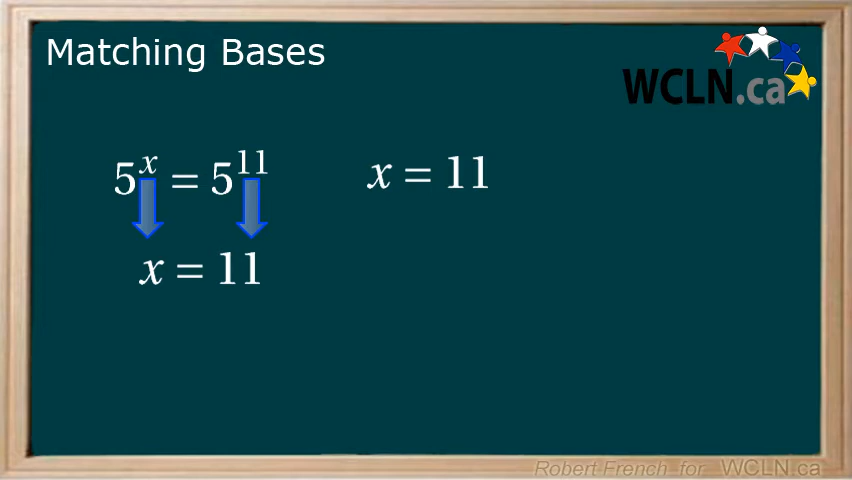 Matching Bases
WCLN.ca
5^x = 5^11
x = 11
x = 11
Robert French for WCLN.ca